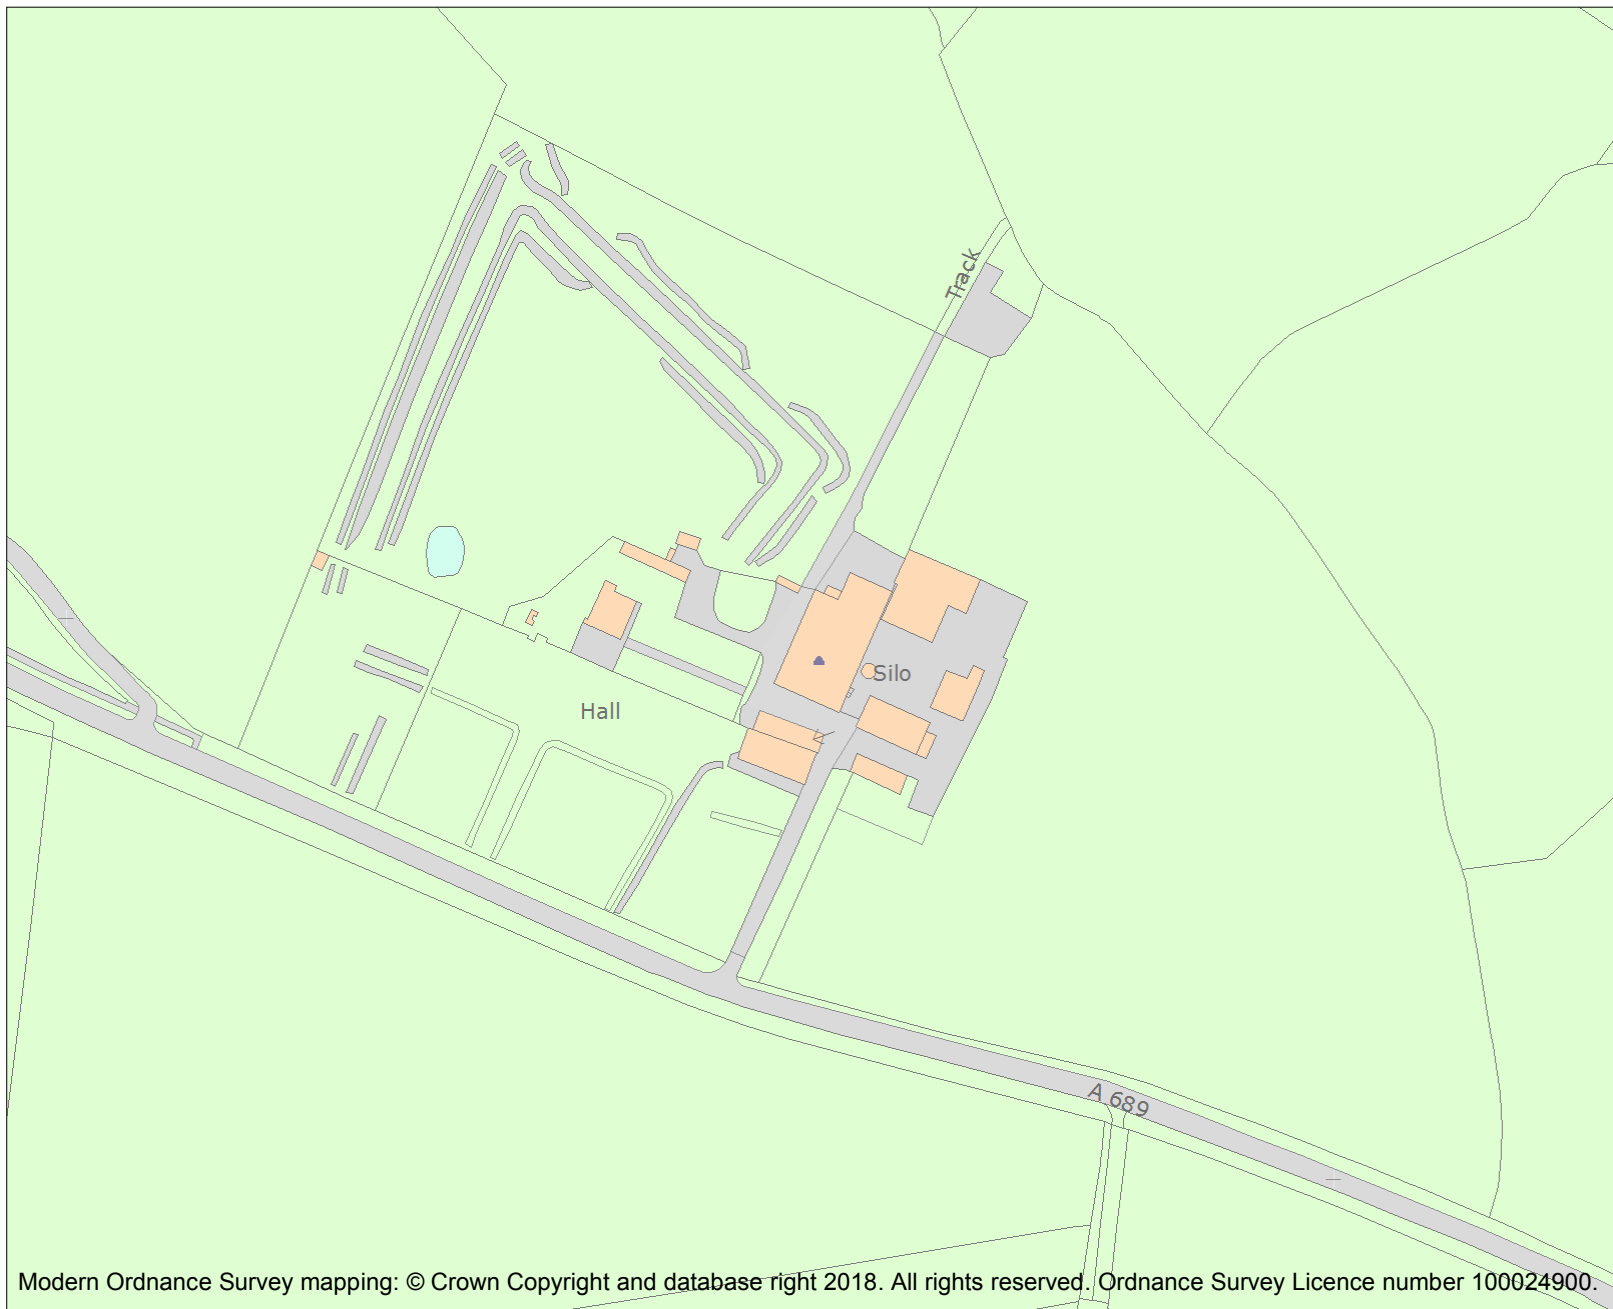 Track
Silo
Hall
A 689
Modern Ordnance Survey mapping: © Crown Copyright and database right 2018. All rights reserved. Ordnance Survey Licence number 100024900.